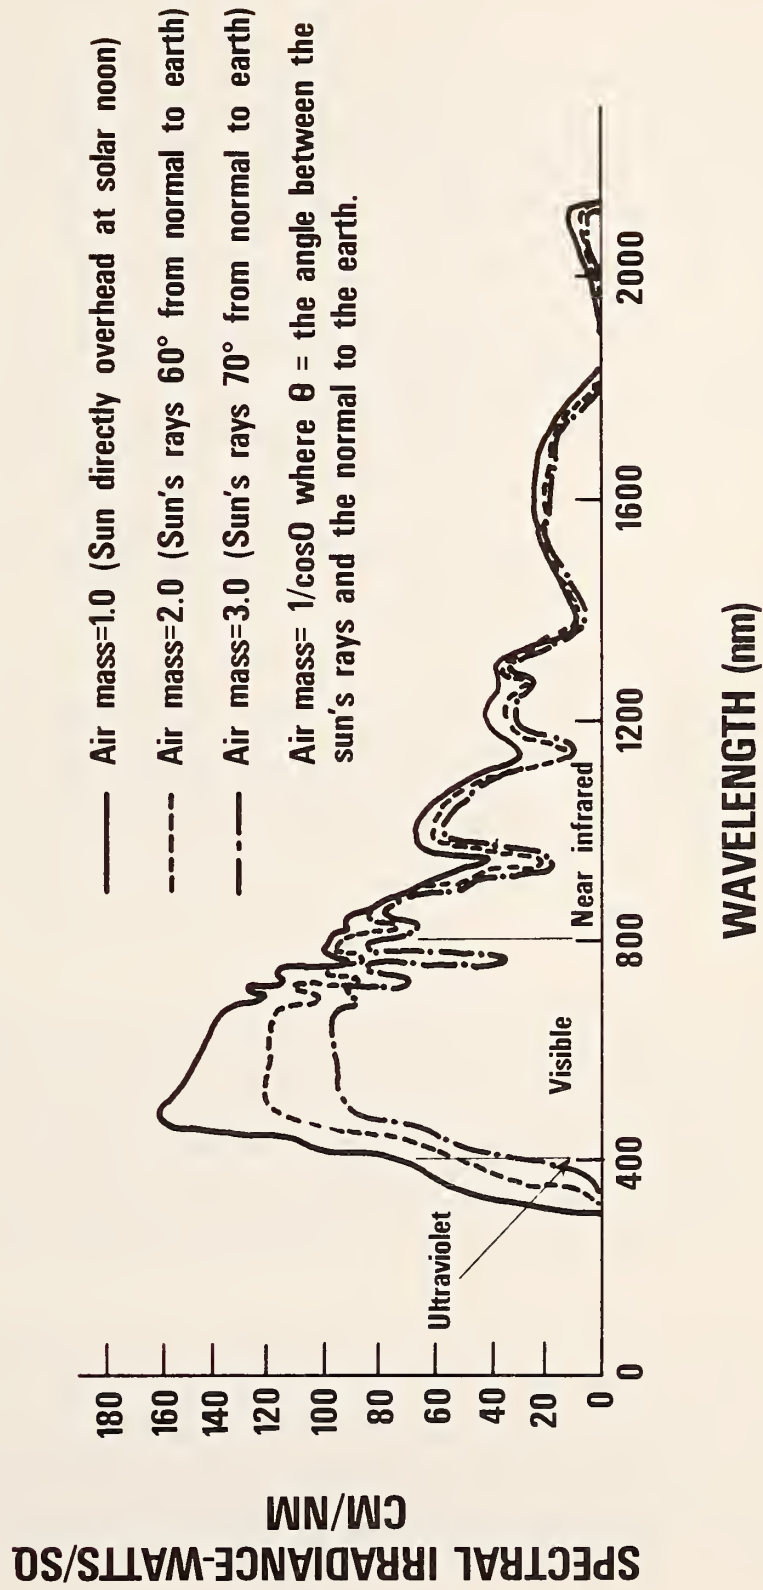 —— Air mass=1.0 (Sun directly overhead at solar noon)
----- Air mass=2.0 (Sun's rays 60° from normal to earth)
—·—·— Air mass=3.0 (Sun's rays 70° from normal to earth)
Air mass= 1/cos0 where θ = the angle between the
sun's rays and the normal to the earth.
SPECTRAL IRRADIANCE-WATTS/SQ
CM/NM
180
160
140
120
100
80
60
40
20
0
Ultraviolet
Visible
Near infrared
0
400
800
1200
1600
2000
WAVELENGTH (nm)